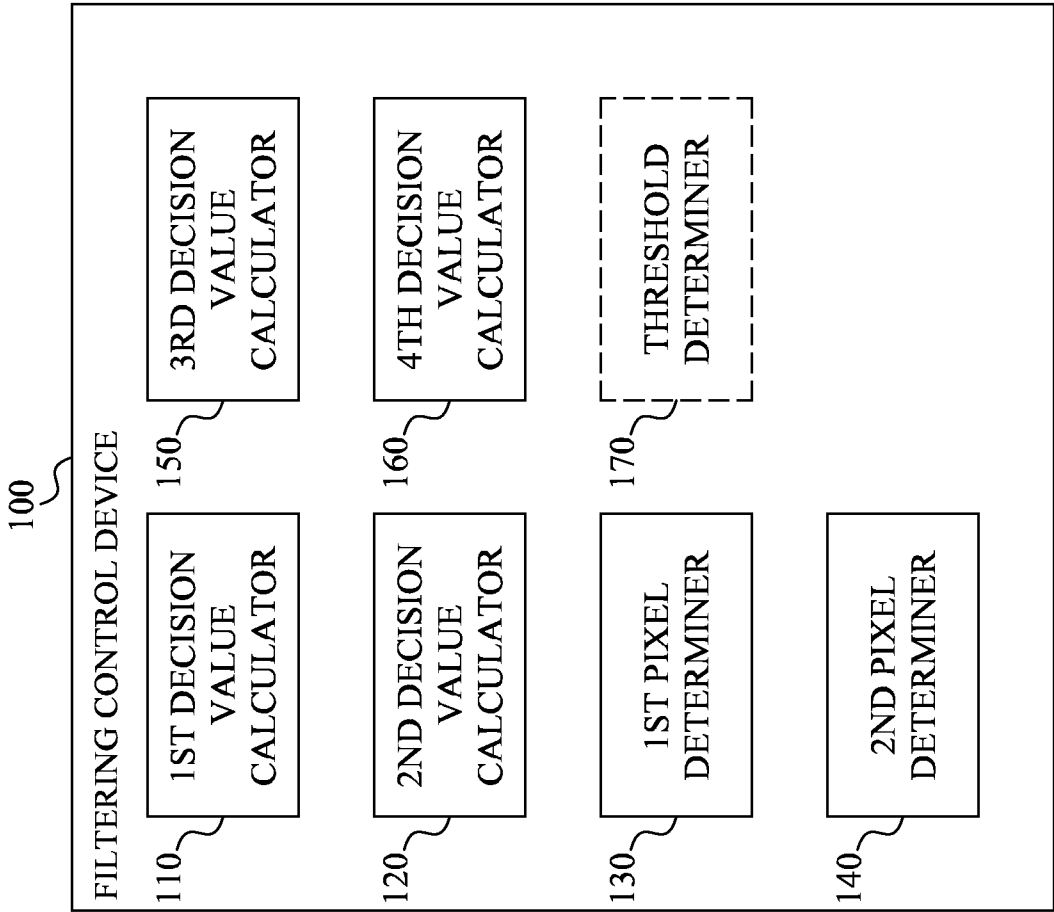 100
FILTERING CONTROL DEVICE
110
1ST DECISION
VALUE
CALCULATOR
120
2ND DECISION
VALUE
CALCULATOR
130
1ST PIXEL
DETERMINER
140
2ND PIXEL
DETERMINER
150
3RD DECISION
VALUE
CALCULATOR
160
4TH DECISION
VALUE
CALCULATOR
170
THRESHOLD
DETERMINER